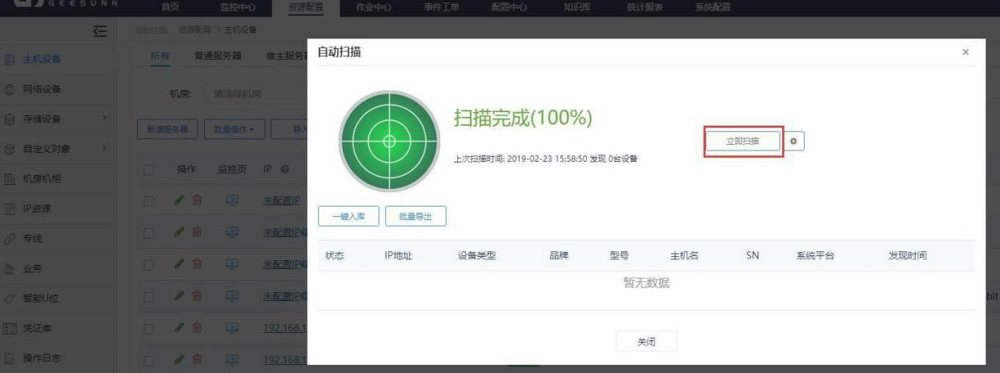 GEESUNN
首页 监控中心 资源配置 作业中心 事件工单 配置中心 知识库 统计报表 系统配置
当前位置: 资源配置 > 主机设备
主机设备
网络设备
存储设备
自定义对象
机房机柜
IP资源
专线
业务
智能U位
凭证库
操作日志
所有 普通服务器 宿主服务器
机房: 请选择机房
新增服务器 批量操作 导入
操作 监控页 IP
未配置IP
未配置IP
未配置IP
未配置IP
192.168.1
192.168.1
bit
自动扫描 ×
扫描完成(100%)
上次扫描时间: 2019-02-23 15:58:50 发现 0台设备
立即扫描
一键入库 批量导出
状态 IP地址 设备类型 品牌 型号 主机名 SN 系统平台 发现时间
暂无数据
关闭